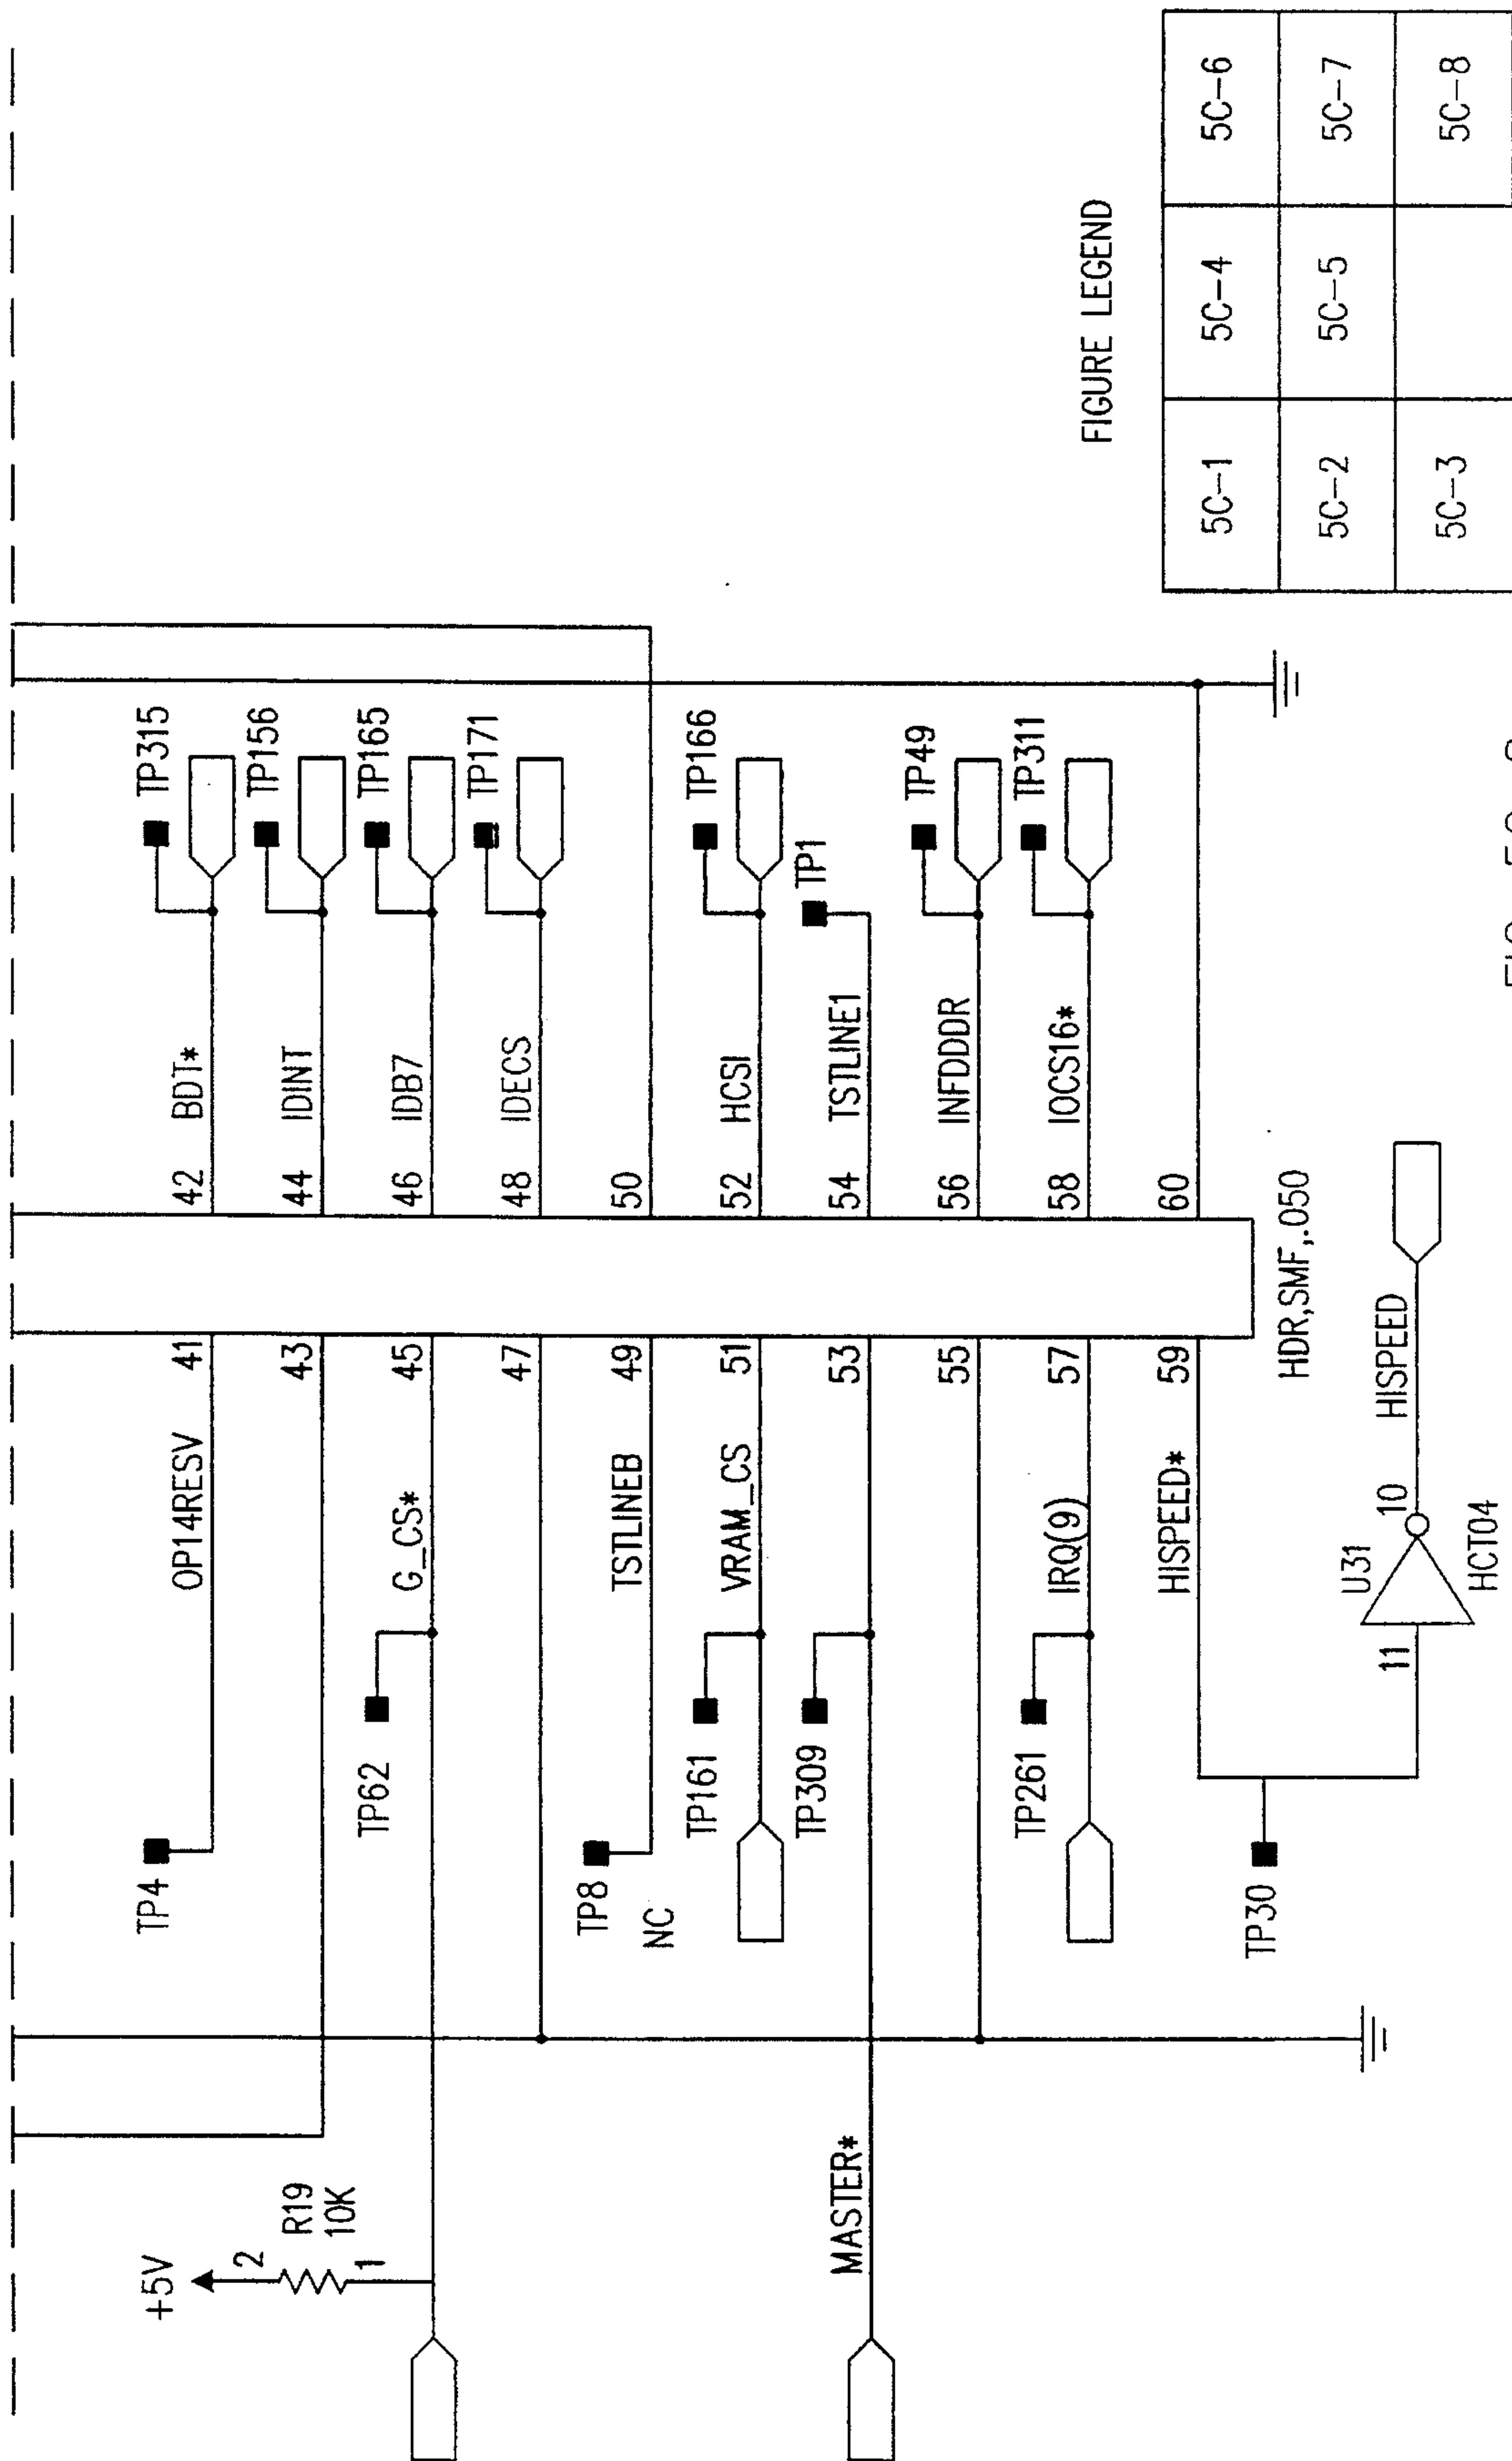 +5V
2
R19
10K
1
TP4
OP14RESV
41
43
TP62
G_CS*
45
47
TP8
NC
TSTLINEB
49
TP161
VRAM_CS
51
MASTER*
TP309
53
55
TP261
IRQ(9)
57
HISPEED*
59
TP30
42
BDT*
TP315
44
IDINT
TP156
46
IDB7
TP165
48
IDECS
TP171
50
52
HCSI
TP166
54
TSTLINE1
TP1
56
INFDDDR
TP49
58
IOCS16*
TP311
60
HDR,SMF,.050
11
U31
10
HISPEED
HCT04
FIGURE LEGEND
5C-1 5C-4 5C-6
5C-2 5C-5 5C-7
5C-3 5C-8